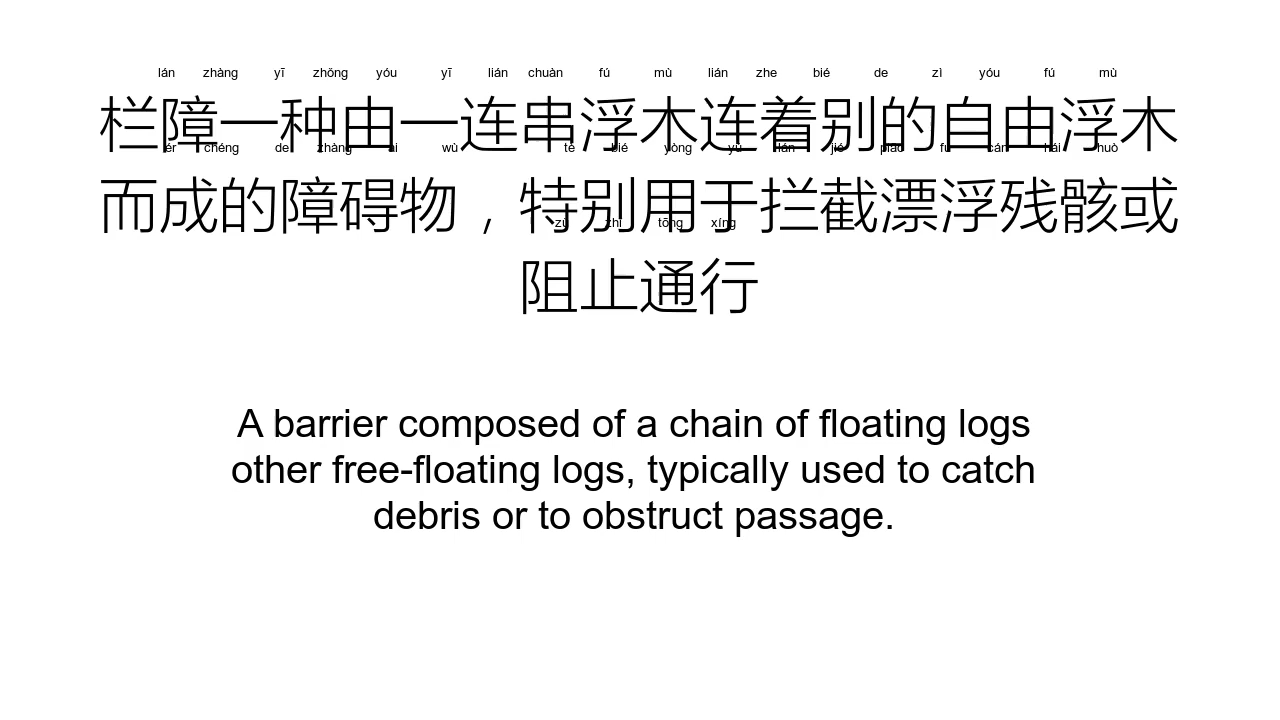 lán zhàng yī zhǒng yóu yī lián chuàn fú mù lián zhe bié de zì yóu fú mù
栏障一种由一连串浮木连着别的自由浮木
ér chéng de zhàng ài wù tè bié yòng yú lán jié piāo fú cán hái huò
而成的障碍物，特别用于拦截漂浮残骸或
zǔ zhǐ tōng xíng
阻止通行
A barrier composed of a chain of floating logs
other free-floating logs, typically used to catch
debris or to obstruct passage.